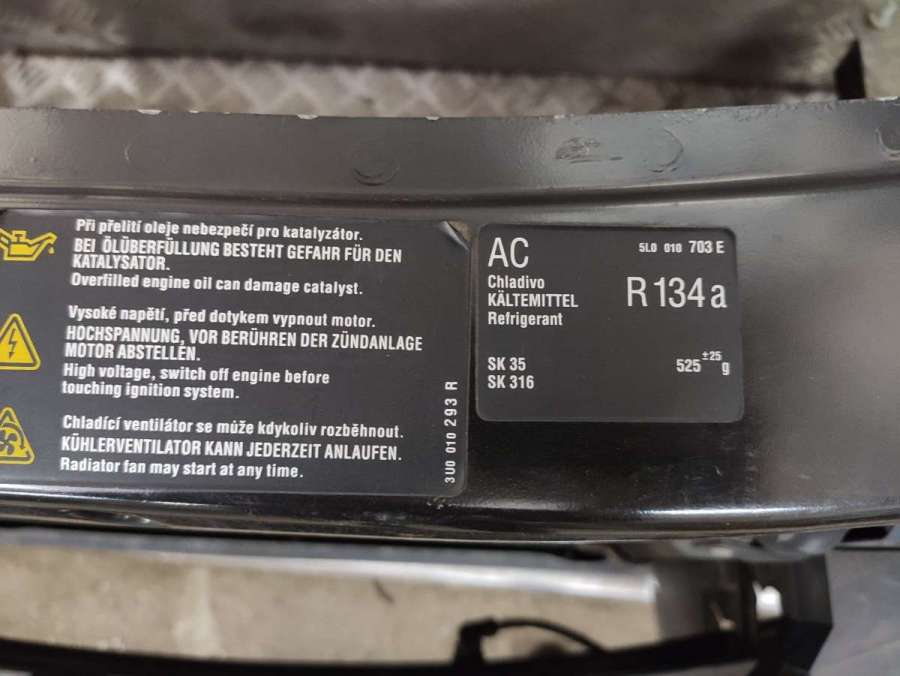 Při přelití oleje nebezpečí pro katalyzátor.
BEI ÖLÜBERFÜLLUNG BESTEHT GEFAHR FÜR DEN
KATALYSATOR.
Overfilled engine oil can damage catalyst.
Vysoké napětí, před dotykem vypnout motor.
HOCHSPANNUNG, VOR BERÜHREN DER ZÜNDANLAGE
MOTOR ABSTELLEN.
High voltage, switch off engine before
touching ignition system.
Chladící ventilátor se může kdykoliv rozběhnout.
KÜHLERVENTILATOR KANN JEDERZEIT ANLAUFEN.
Radiator fan may start at any time.
3U0 010 293 R
AC
5L0 010 703 E
Chladivo
KÄLTEMITTEL
Refrigerant
R 134 a
SK 35
SK 316
525 ±25 g